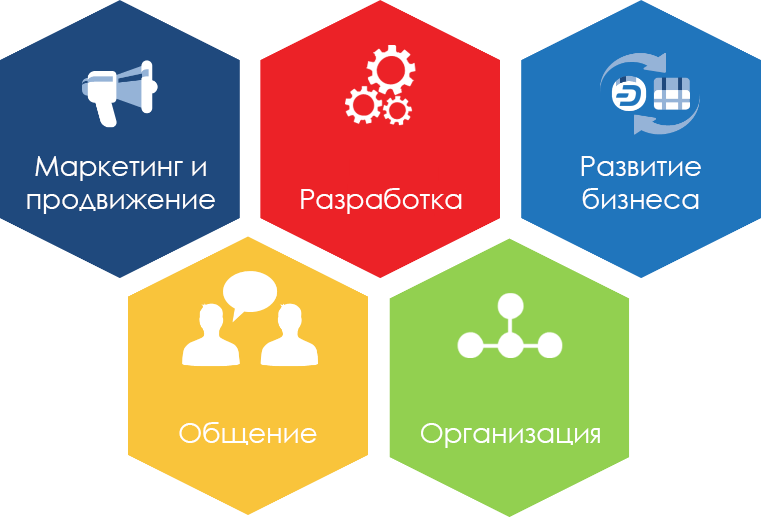 Маркетинг и
продвижение
Разработка
Развитие
бизнеса
Общение
Организация